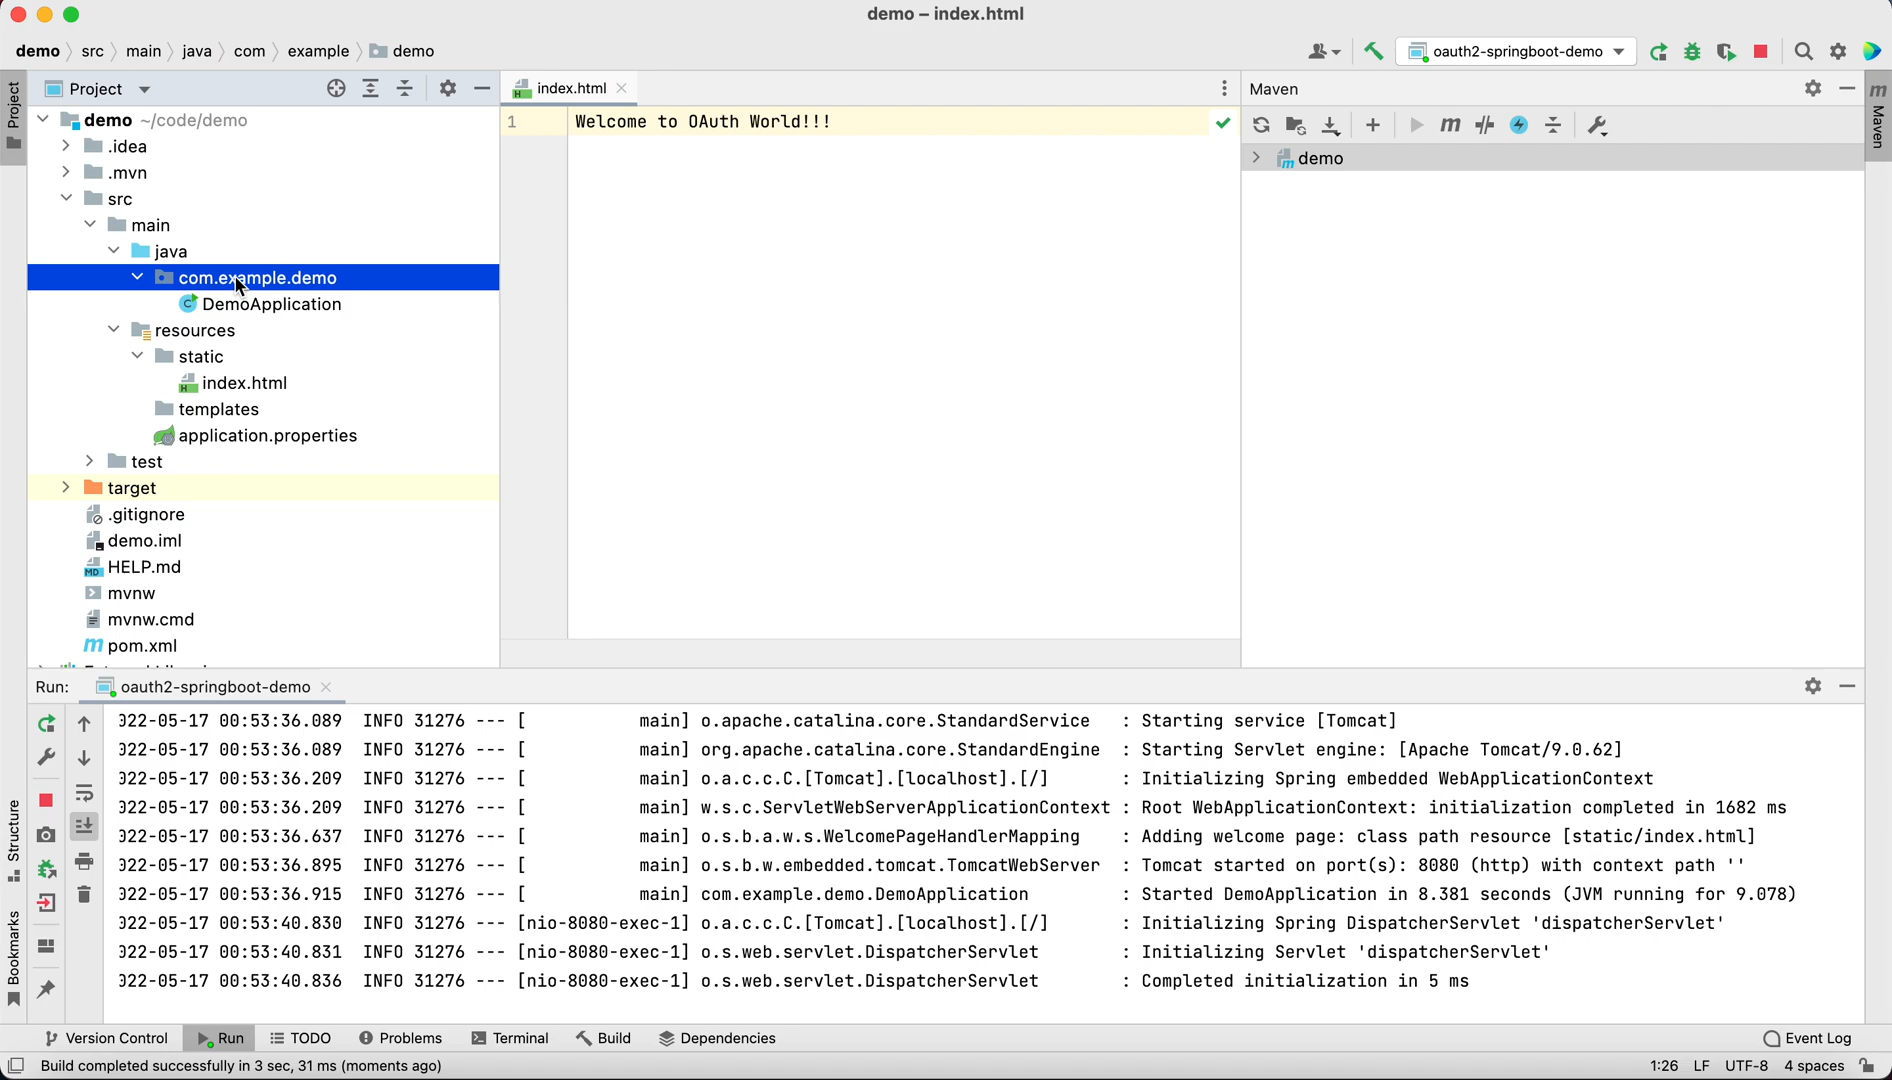 demo – index.html
demo src main java com example demo
oauth2-springboot-demo
Project
Project
demo ~/code/demo
.idea
.mvn
src
main
java
com.example.demo
DemoApplication
resources
static
index.html
templates
application.properties
test
target
.gitignore
demo.iml
HELP.md
mvnw
mvnw.cmd
pom.xml
index.html
1 Welcome to OAuth World!!!
Maven
demo
Maven
Run: oauth2-springboot-demo
022-05-17 00:53:36.089 INFO 31276 --- [ main] o.apache.catalina.core.StandardService : Starting service [Tomcat]
022-05-17 00:53:36.089 INFO 31276 --- [ main] org.apache.catalina.core.StandardEngine : Starting Servlet engine: [Apache Tomcat/9.0.62]
022-05-17 00:53:36.209 INFO 31276 --- [ main] o.a.c.c.C.[Tomcat].[localhost].[/] : Initializing Spring embedded WebApplicationContext
022-05-17 00:53:36.209 INFO 31276 --- [ main] w.s.c.ServletWebServerApplicationContext : Root WebApplicationContext: initialization completed in 1682 ms
022-05-17 00:53:36.637 INFO 31276 --- [ main] o.s.b.a.w.s.WelcomePageHandlerMapping : Adding welcome page: class path resource [static/index.html]
022-05-17 00:53:36.895 INFO 31276 --- [ main] o.s.b.w.embedded.tomcat.TomcatWebServer : Tomcat started on port(s): 8080 (http) with context path ''
022-05-17 00:53:36.915 INFO 31276 --- [ main] com.example.demo.DemoApplication : Started DemoApplication in 8.381 seconds (JVM running for 9.078)
022-05-17 00:53:40.830 INFO 31276 --- [nio-8080-exec-1] o.a.c.c.C.[Tomcat].[localhost].[/] : Initializing Spring DispatcherServlet 'dispatcherServlet'
022-05-17 00:53:40.831 INFO 31276 --- [nio-8080-exec-1] o.s.web.servlet.DispatcherServlet : Initializing Servlet 'dispatcherServlet'
022-05-17 00:53:40.836 INFO 31276 --- [nio-8080-exec-1] o.s.web.servlet.DispatcherServlet : Completed initialization in 5 ms
Structure
Bookmarks
Version Control Run TODO Problems Terminal Build Dependencies Event Log
Build completed successfully in 3 sec, 31 ms (moments ago) 1:26 LF UTF-8 4 spaces